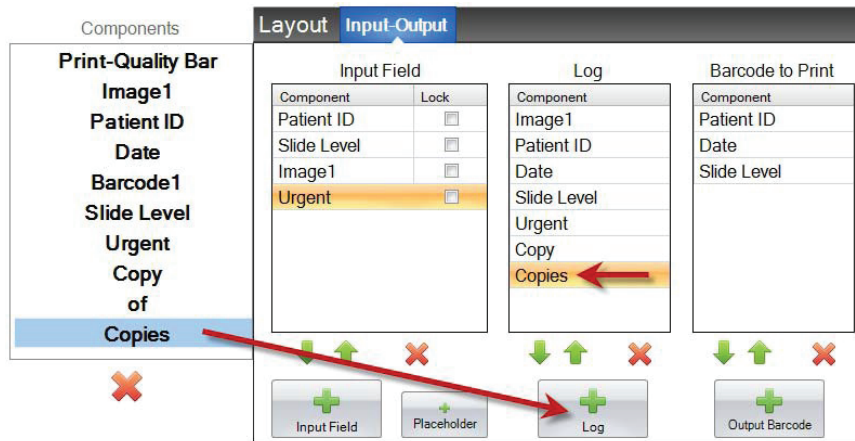 Components
Print-Quality Bar
Image1
Patient ID
Date
Barcode1
Slide Level
Urgent
Copy
of
Copies
Layout Input-Output
Input Field
Component Lock
Patient ID
Slide Level
Image1
Urgent
Input Field
Placeholder
Log
Component
Image1
Patient ID
Date
Slide Level
Urgent
Copy
Copies
Log
Barcode to Print
Component
Patient ID
Date
Slide Level
Output Barcode